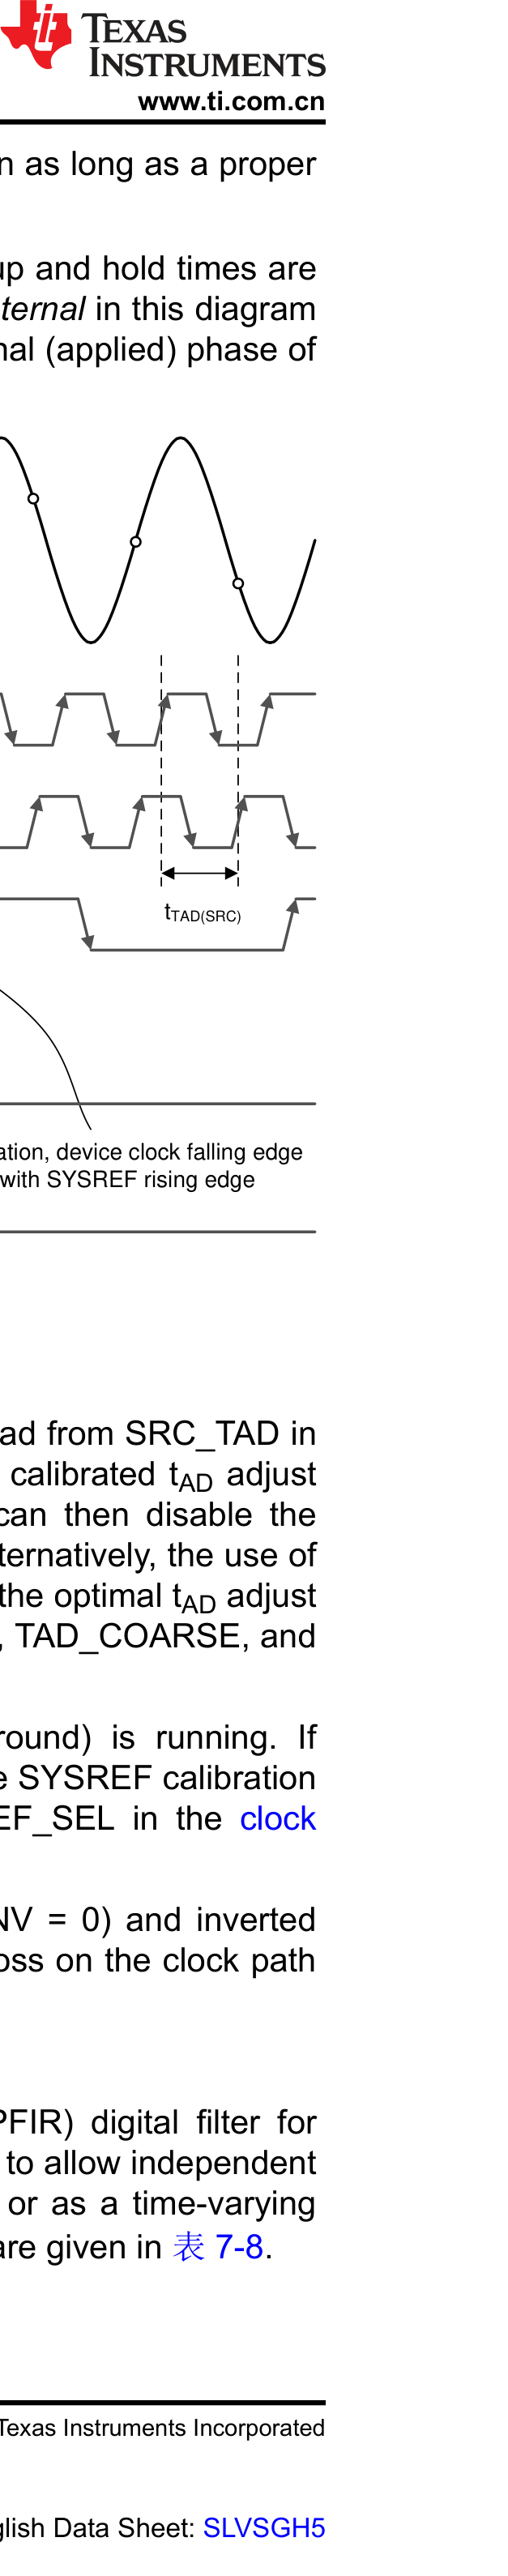 TEXAS
INSTRUMENTS
www.ti.com.cn
n as long as a proper
up and hold times are
ternal in this diagram
nal (applied) phase of
tTAD(SRC)
ation, device clock falling edge
with SYSREF rising edge
ad from SRC_TAD in
calibrated tAD adjust
can then disable the
ternatively, the use of
the optimal tAD adjust
, TAD_COARSE, and
round) is running. If
e SYSREF calibration
EF_SEL in the clock
NV = 0) and inverted
oss on the clock path
PFIR) digital filter for
to allow independent
or as a time-varying
are given in 表 7-8.
Texas Instruments Incorporated
glish Data Sheet: SLVSGH5